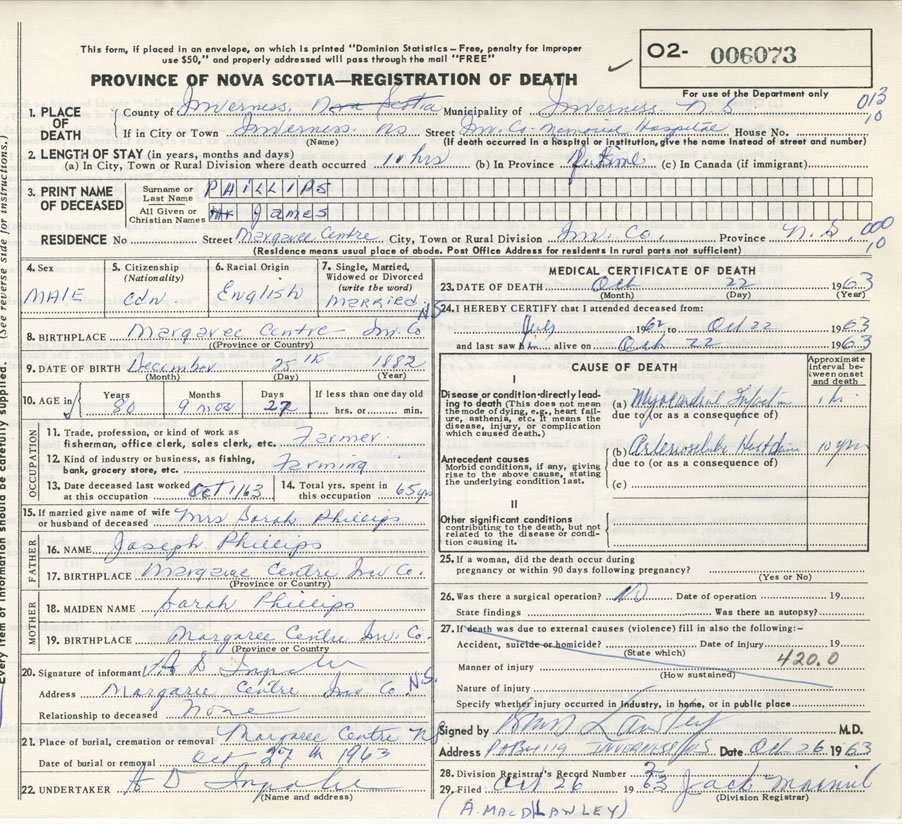 This form, if placed in an envelope, on which is printed "Dominion Statistics – Free, penalty for improper
use $50," and properly addressed will pass through the mail "FREE"
O2- 006073
PROVINCE OF NOVA SCOTIA—REGISTRATION OF DEATH
For use of the Department only
013
10
1. PLACE OF DEATH County of Inverness, Nova Scotia Municipality of Inverness N.S
If in City or Town Inverness NS Street Inv. Co. Memorial Hospital House No.
(Name) (If death occurred in a hospital or institution, give the name instead of street and number)
2. LENGTH OF STAY (in years, months and days)
(a) In City, Town or Rural Division where death occurred 10 hrs (b) In Province (c) In Canada (if immigrant)
3. PRINT NAME OF DECEASED Surname or Last Name PHILLIPS
All Given or Christian Names Mr James
RESIDENCE No Street Margaree Centre City, Town or Rural Division Inv. Co. Province N.S. 000
10
(Residence means usual place of abode. Post Office Address for residents in rural parts not sufficient)
4. Sex MALE
5. Citizenship (Nationality) Cdn.
6. Racial Origin English
7. Single, Married, Widowed or Divorced (write the word) Married
8. BIRTHPLACE Margaree Centre Inv. Co N.S
(Province or Country)
9. DATE OF BIRTH December 25th 1882
(Month) (Day) (Year)
10. AGE in Years 80 Months 9 mos Days 27 If less than one day old hrs. or min.
OCCUPATION
11. Trade, profession, or kind of work as fisherman, office clerk, sales clerk, etc. Farmer
12. Kind of industry or business, as fishing, bank, grocery store, etc. Farming
13. Date deceased last worked at this occupation Oct 1/63 14. Total yrs. spent in this occupation 65 yrs
15. If married give name of wife or husband of deceased Mrs Sarah Phillips
FATHER
16. NAME Joseph Phillips
17. BIRTHPLACE Margaree Centre Inv Co.
(Province or Country)
MOTHER
18. MAIDEN NAME Sarah Phillips
19. BIRTHPLACE Margaree Centre Inv. Co.
(Province or Country)
20. Signature of informant A D
Address Margaree Centre Inv Co. N.S.
Relationship to deceased None
21. Place of burial, cremation or removal Margaree Centre NS
Date of burial or removal Oct 27th 1963
22. UNDERTAKER A D
(Name and address)
MEDICAL CERTIFICATE OF DEATH
23. DATE OF DEATH Oct 22 1963
(Month) (Day) (Year)
24. I HEREBY CERTIFY that I attended deceased from:
July 1962 to Oct 22 1963
and last saw him alive on Oct 22 1963
CAUSE OF DEATH
Approximate interval between onset and death
I
Disease or condition directly leading to death (This does not mean the mode of dying, e.g., heart failure, asthenia, etc. It means the disease, injury, or complication which caused death.)
(a) Myocardial Infarction
due to (or as a consequence of)
Antecedent causes
Morbid conditions, if any, giving rise to the above cause, stating the underlying condition last.
(b) Arteriosclerotic Heart Disease 10 yrs
due to (or as a consequence of)
(c)
II
Other significant conditions
contributing to the death, but not related to the disease or condition causing it.
25. If a woman, did the death occur during
pregnancy or within 90 days following pregnancy?
(Yes or No)
26. Was there a surgical operation? No Date of operation 19
State findings Was there an autopsy?
27. If death was due to external causes (violence) fill in also the following:–
Accident, suicide or homicide? Date of injury 19
(State which)
Manner of injury 420.0
(How sustained)
Nature of injury
Specify whether injury occurred in industry, in home, or in public place
Signed by M.D.
Address P.O. Box 119 INVERNESS N.S. Date Oct 26 1963
28. Division Registrar's Record Number
29. Filed Oct 26 1963 Jack
(Division Registrar)
(A. MACD LAWLEY)
Every item of information should be carefully supplied. (See reverse side for instructions.)